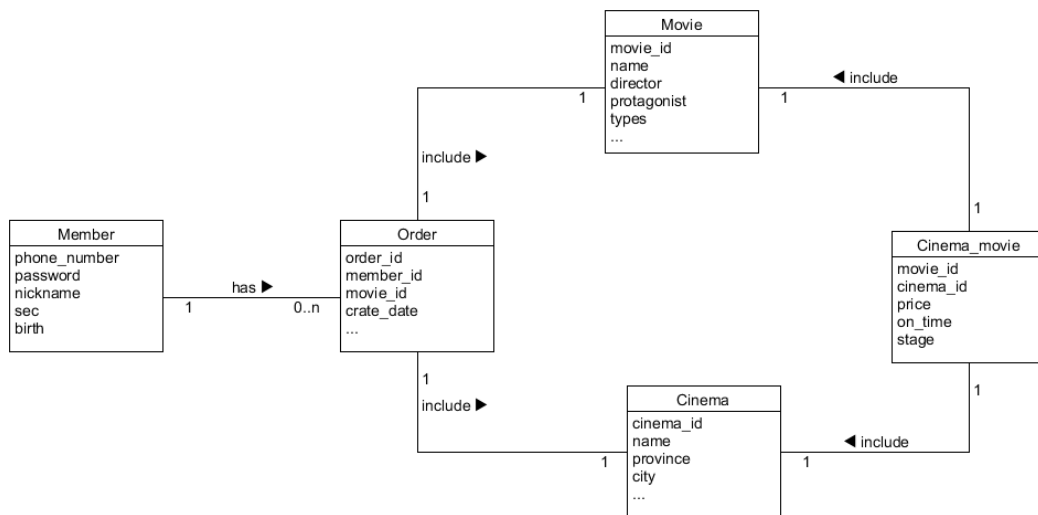 Movie
movie_id
name
director
protagonist
types
...
◀ include
1
1
include ▶
1
1
Member
phone_number
password
nickname
sec
birth
has ▶
1
0..n
Order
order_id
member_id
movie_id
crate_date
...
Cinema_movie
movie_id
cinema_id
price
on_time
stage
1
include ▶
1
1
Cinema
cinema_id
name
province
city
...
◀ include
1
1